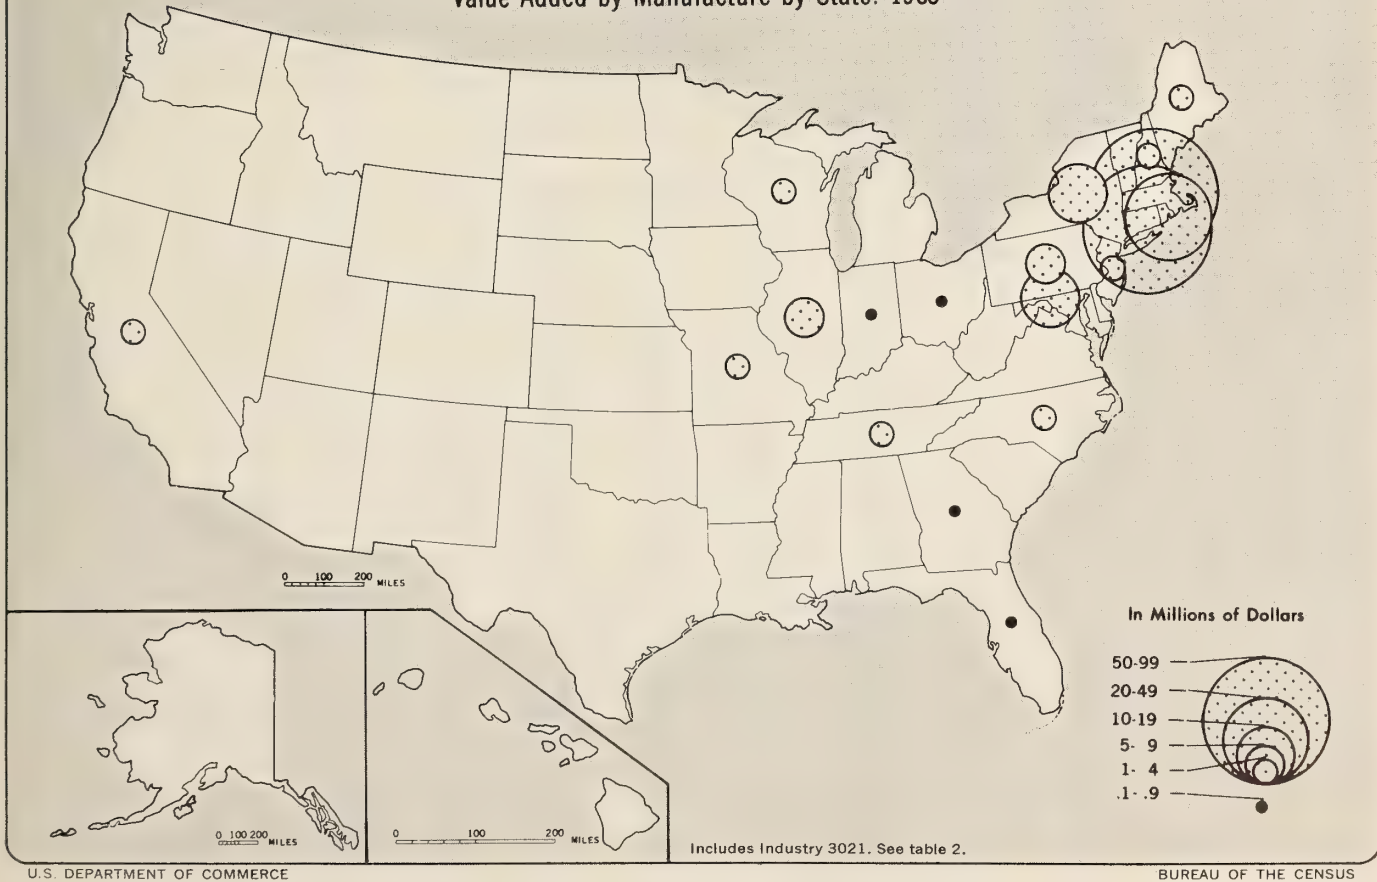 Value Added by Manufacture by State:
0 100 200 MILES
In Millions of Dollars
50-99
20-49
10-19
5- 9
1- 4
.1- .9
0 100 200 MILES
0 100 200 MILES
Includes Industry 3021. See table 2.
U.S. DEPARTMENT OF COMMERCE
BUREAU OF THE CENSUS